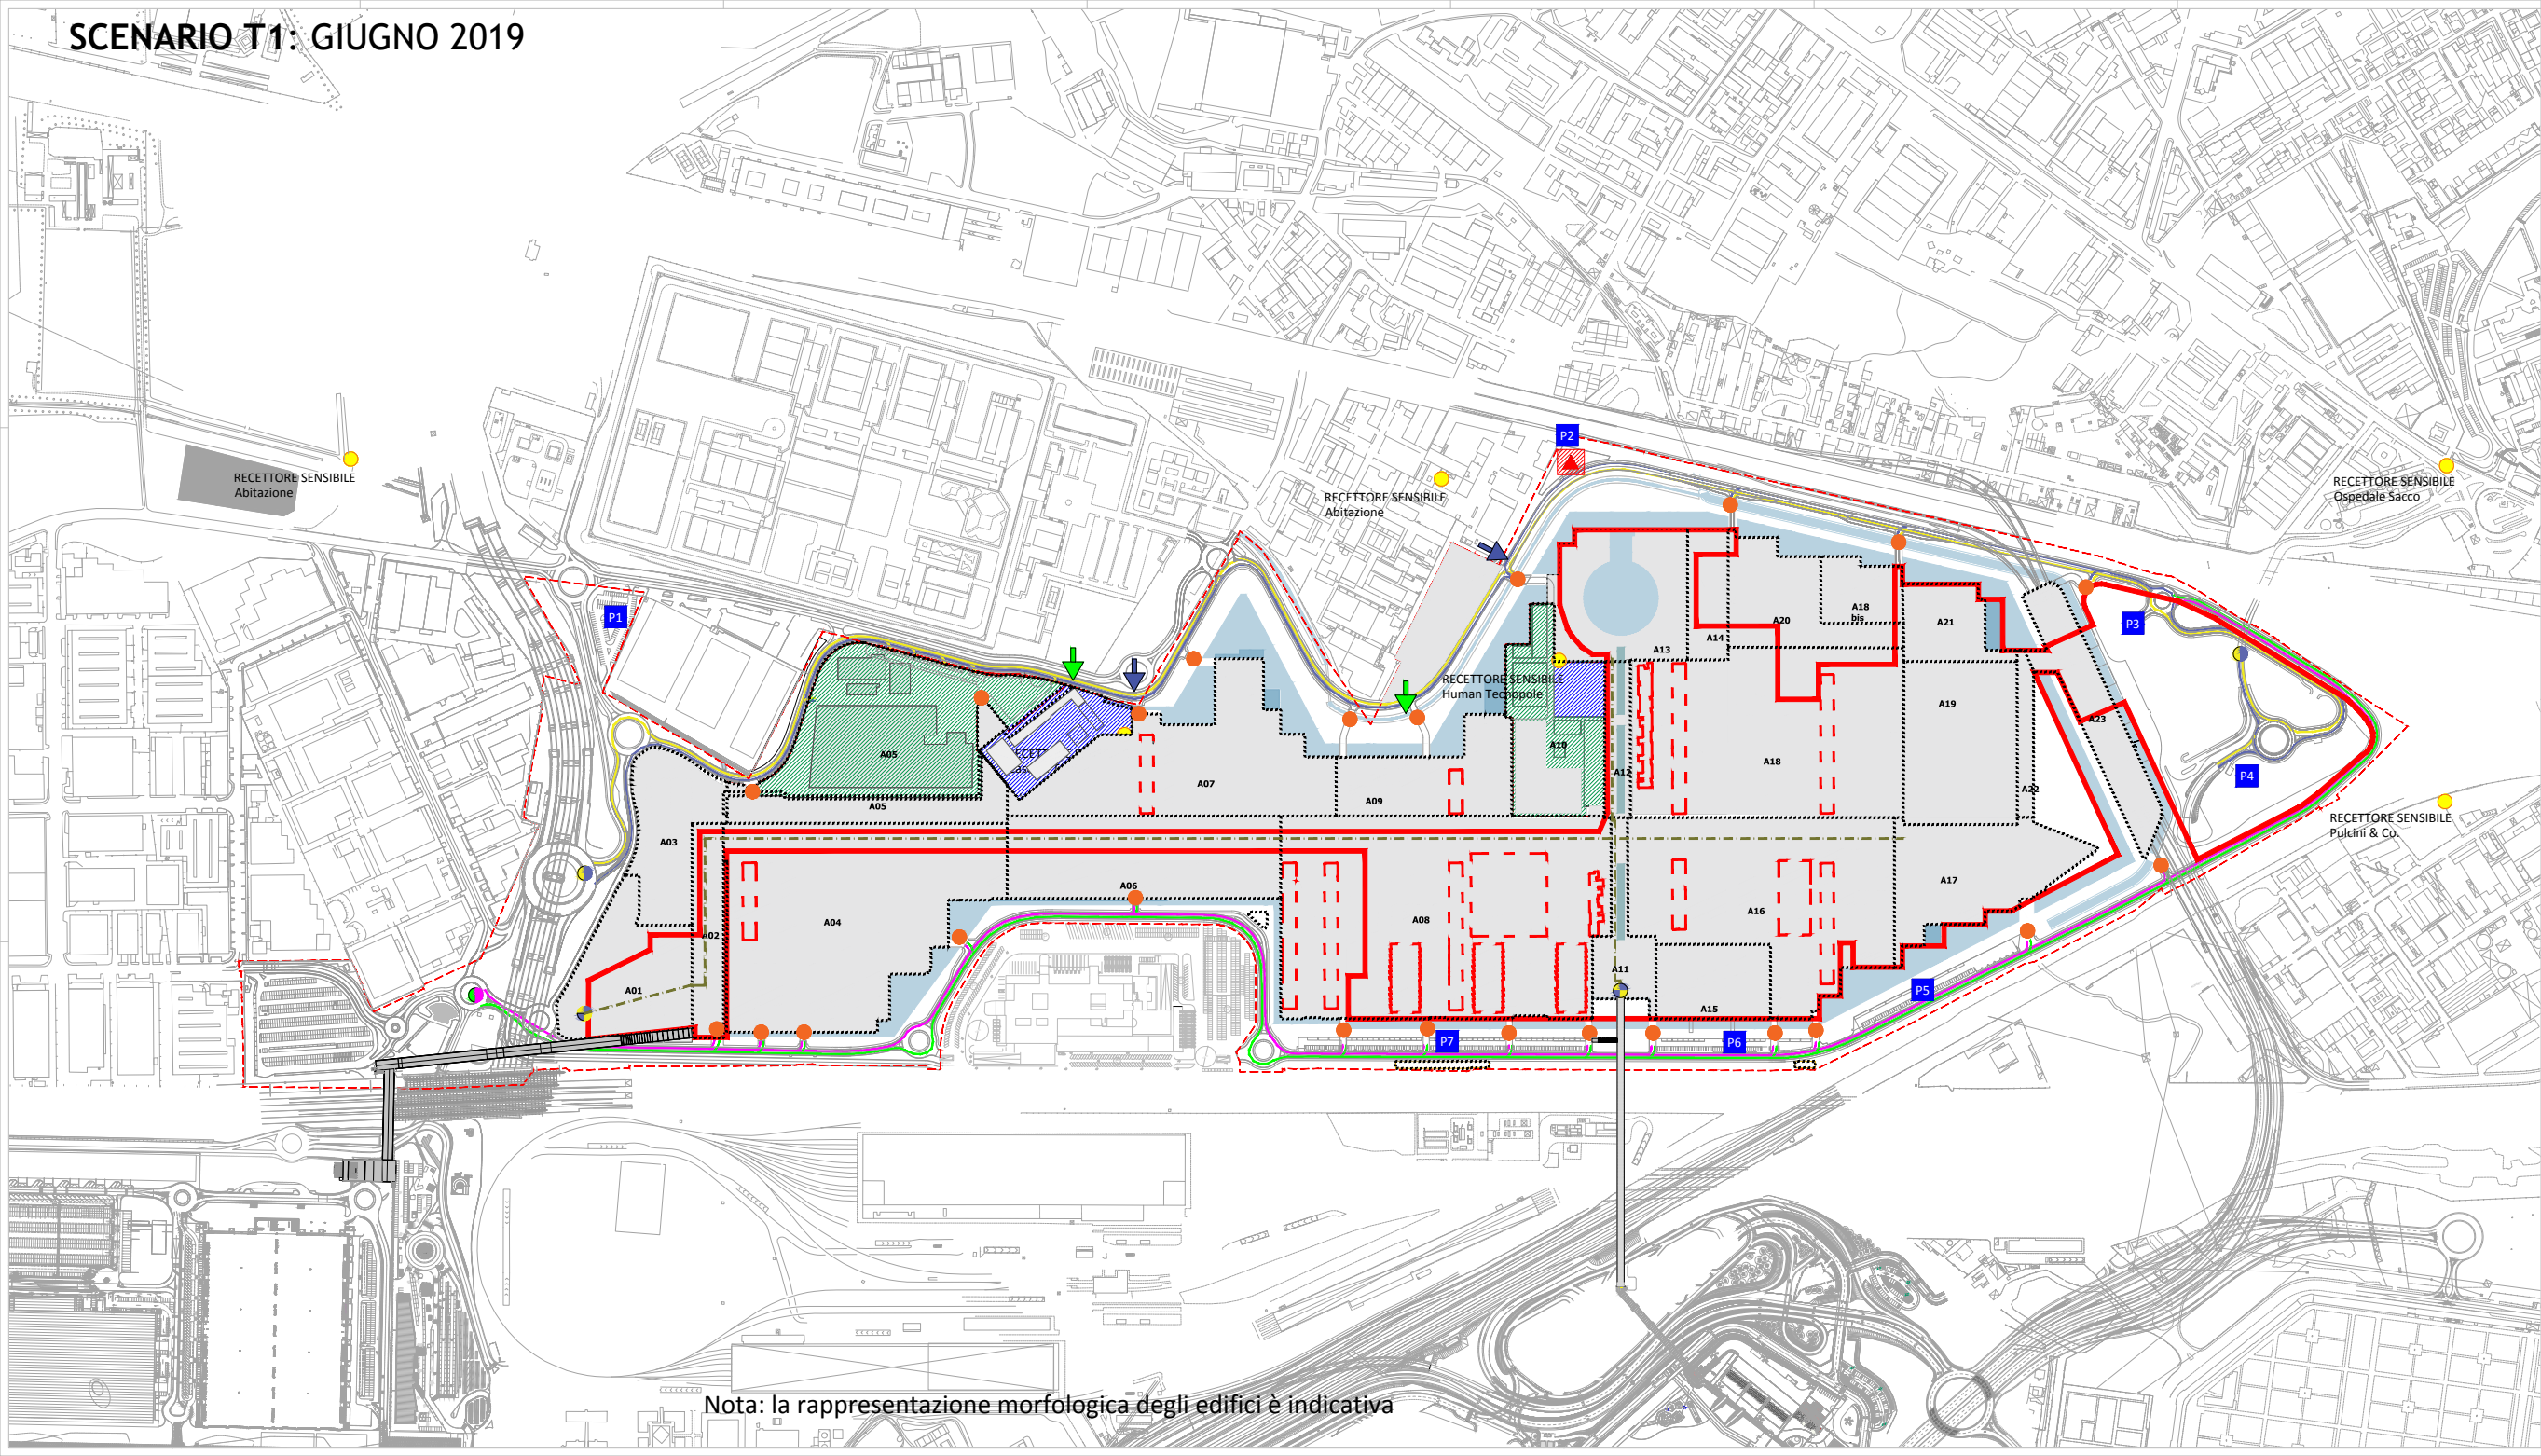 SCENARIO T1: GIUGNO 2019
P2
RECETTORE SENSIBILE
Abitazione
RECETTORE SENSIBILE
Abitazione
RECETTORE SENSIBILE
Ospedale Sacco
P1
P3
A18
bis
A20
A21
A14
A13
RECETTORE SENSIBILE
Human Tecnopole
A19
A23
A05
A10
A12
A18
P4
A07
A22
A09
A05
RECETTORE SENSIBILE
Pulcini & Co.
A03
A06
A17
A04
A08
A16
A02
A11
A01
P5
A15
P7
P6
Nota: la rappresentazione morfologica degli edifici è indicativa